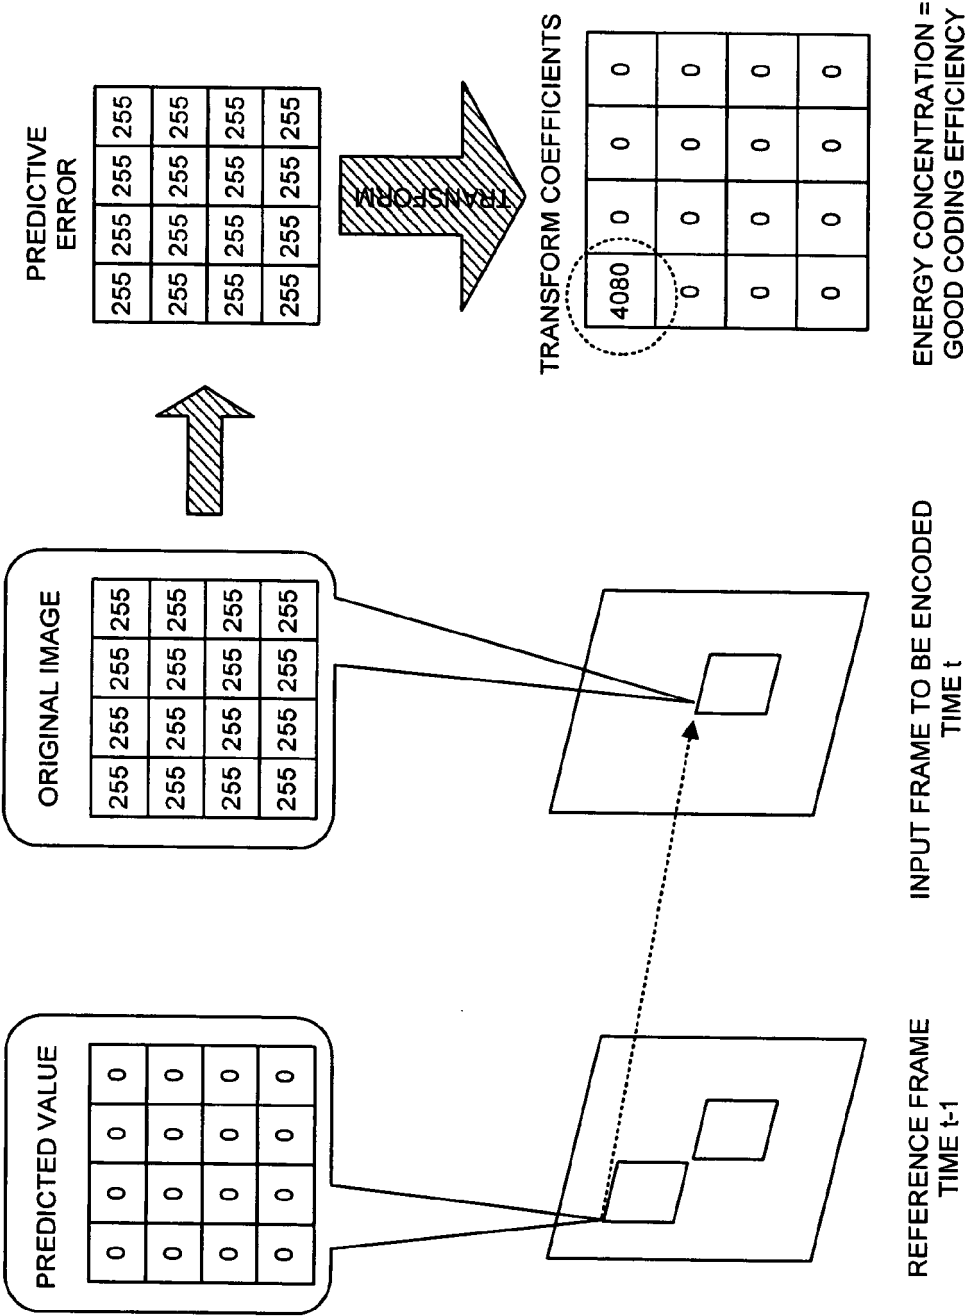 PREDICTED VALUE
0 0 0 0
0 0 0 0
0 0 0 0
0 0 0 0
REFERENCE FRAME
TIME t-1
ORIGINAL IMAGE
255 255 255 255
255 255 255 255
255 255 255 255
255 255 255 255
INPUT FRAME TO BE ENCODED
TIME t
PREDICTIVE
ERROR
255 255 255 255
255 255 255 255
255 255 255 255
255 255 255 255
TRANSFORM
TRANSFORM COEFFICIENTS
4080 0 0 0
0 0 0 0
0 0 0 0
0 0 0 0
ENERGY CONCENTRATION =
GOOD CODING EFFICIENCY